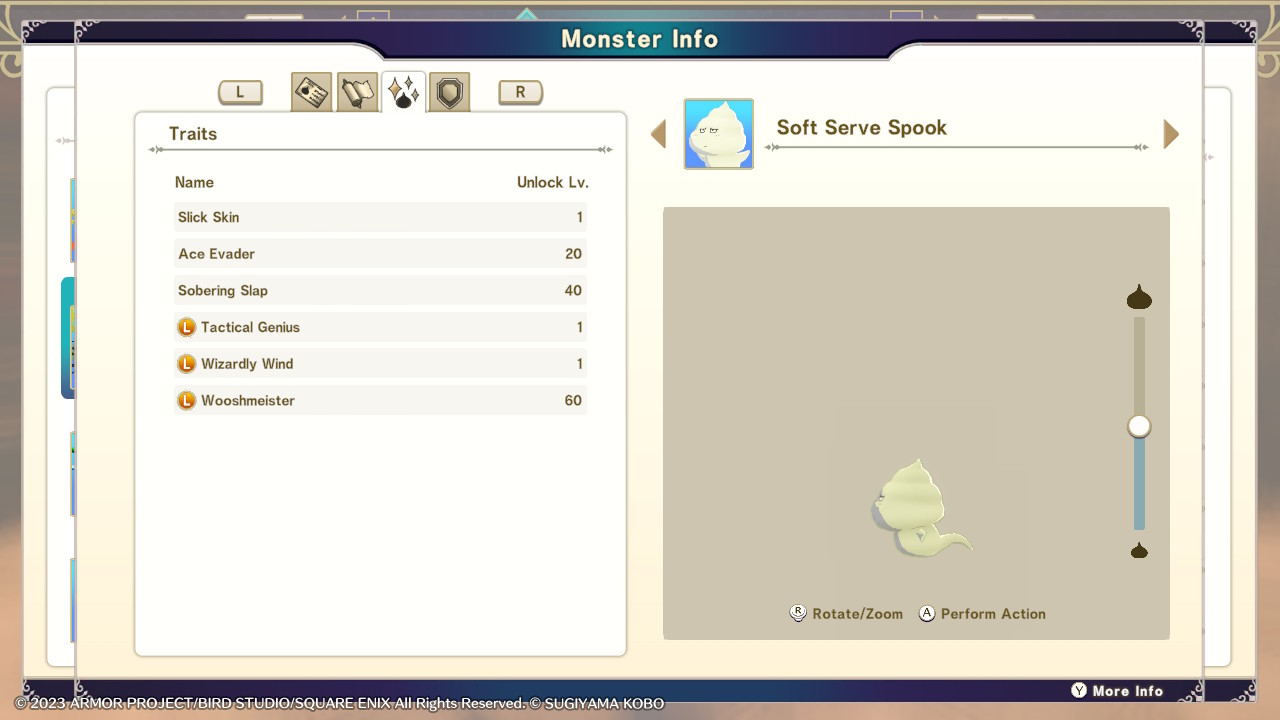 Monster Info
L
R
Traits
Name Unlock Lv.
Slick Skin 1
Ace Evader 20
Sobering Slap 40
L Tactical Genius 1
L Wizardly Wind 1
L Wooshmeister 60
Soft Serve Spook
R Rotate/Zoom A Perform Action
Y More Info
© 2023 ARMOR PROJECT/BIRD STUDIO/SQUARE ENIX All Rights Reserved. © SUGIYAMA KOBO